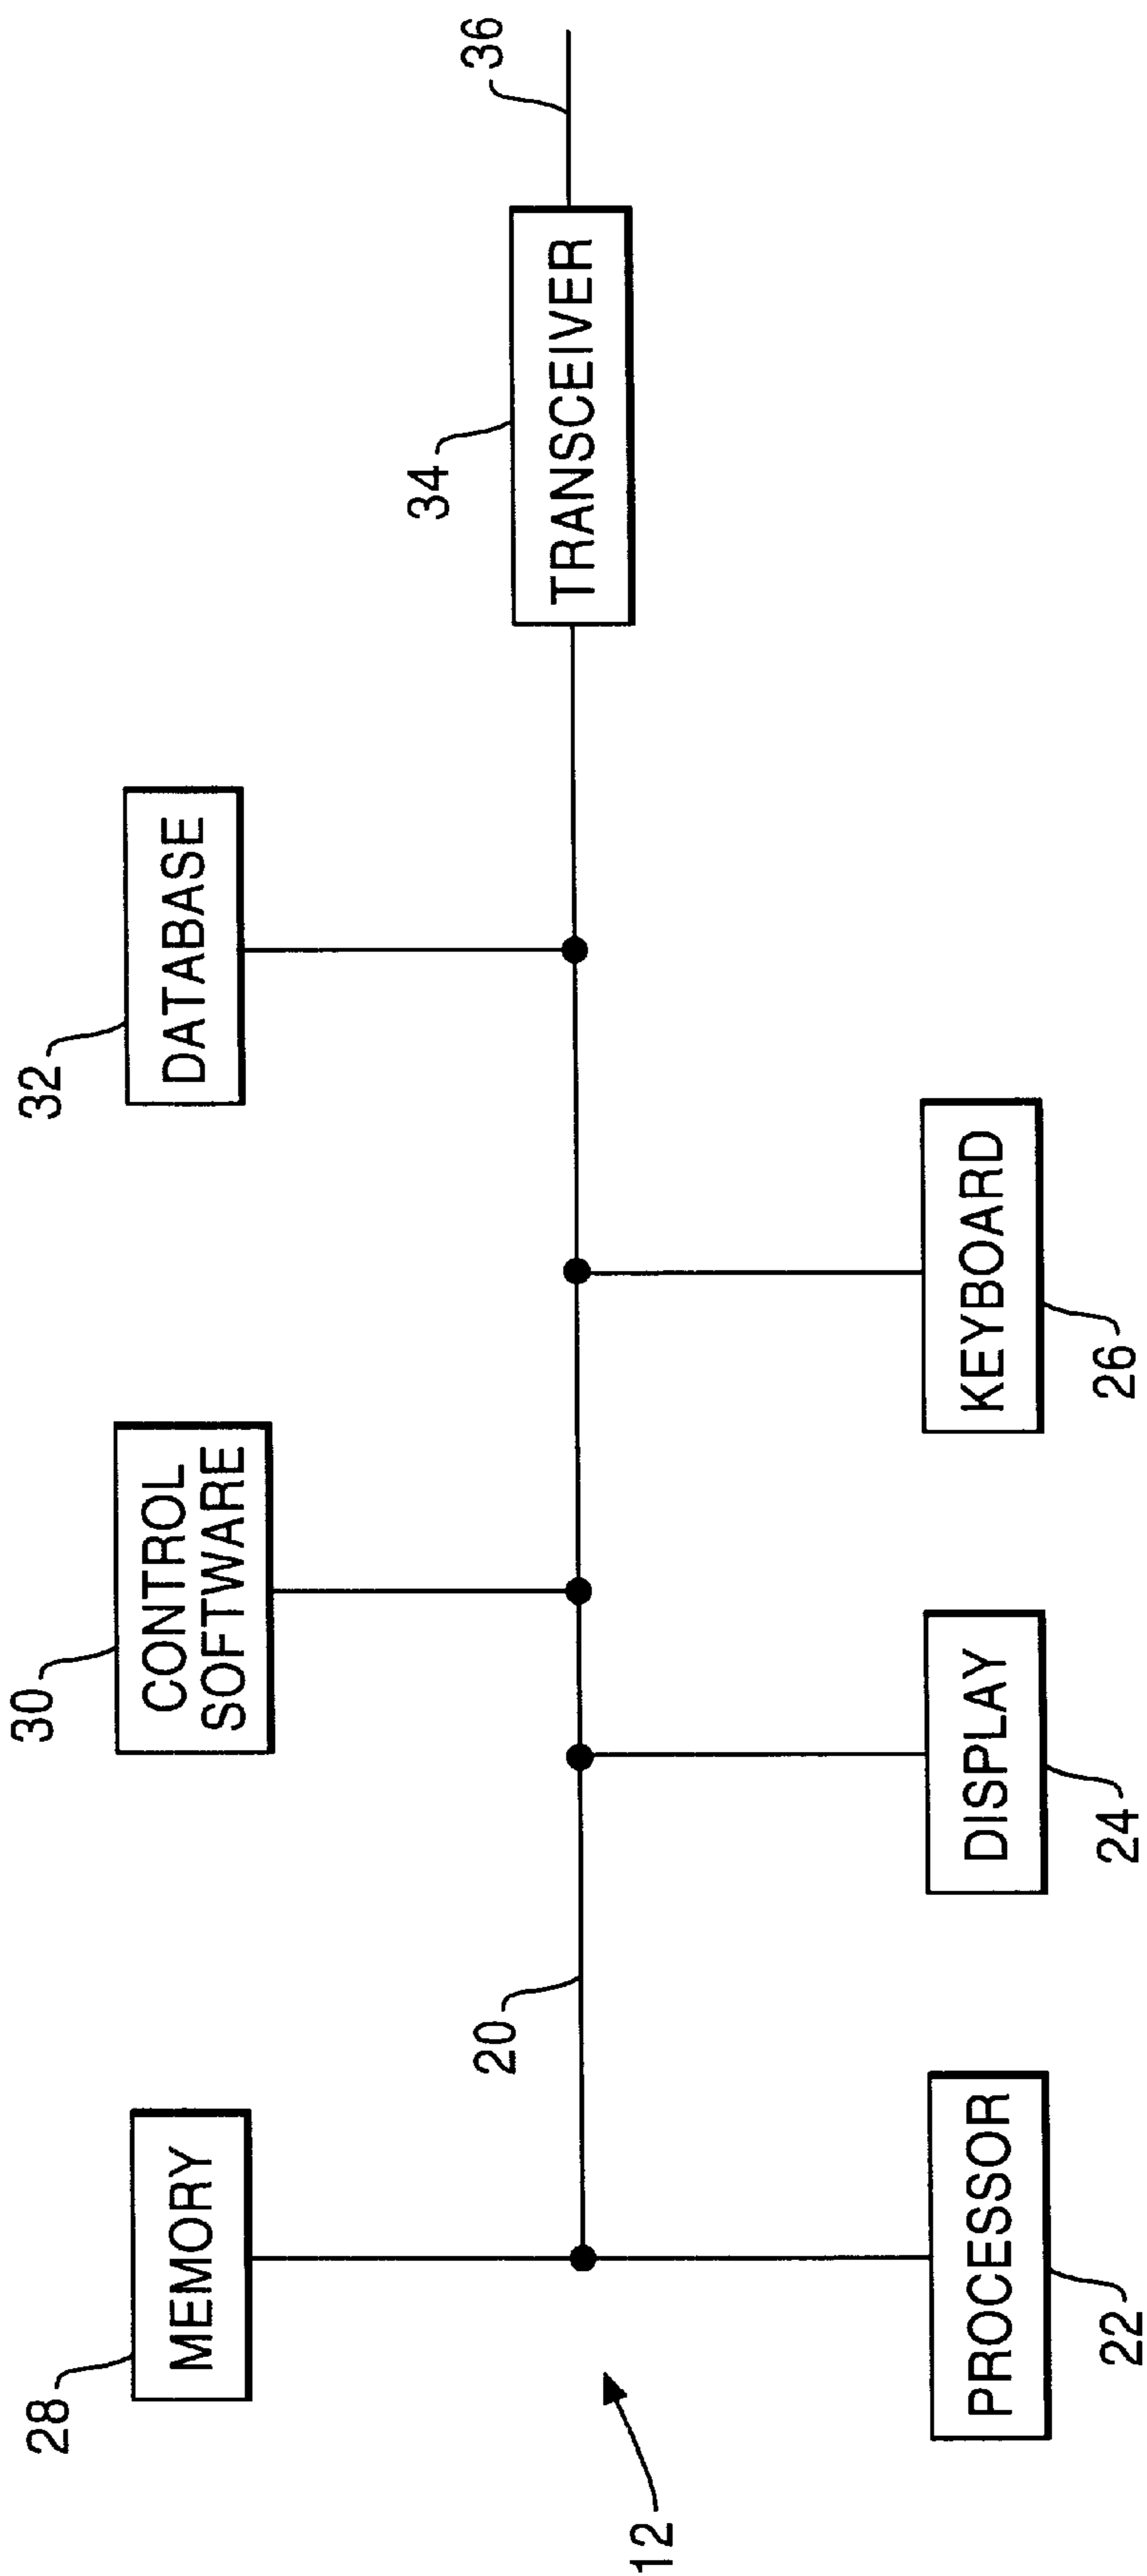 28
MEMORY
30
CONTROL
SOFTWARE
32
DATABASE
34
TRANSCEIVER
36
20
12
PROCESSOR
22
DISPLAY
24
KEYBOARD
26